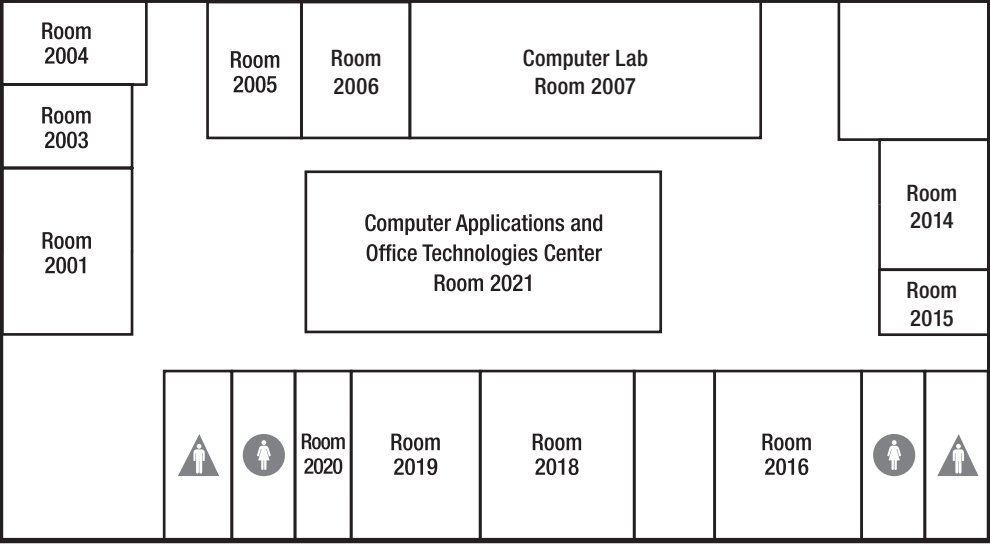 Room
2004
Room
2003
Room
2001
Room
2005
Room
2006
Computer Lab
Room 2007
Computer Applications and
Office Technologies Center
Room 2021
Room
2014
Room
2015
Room
2020
Room
2019
Room
2018
Room
2016